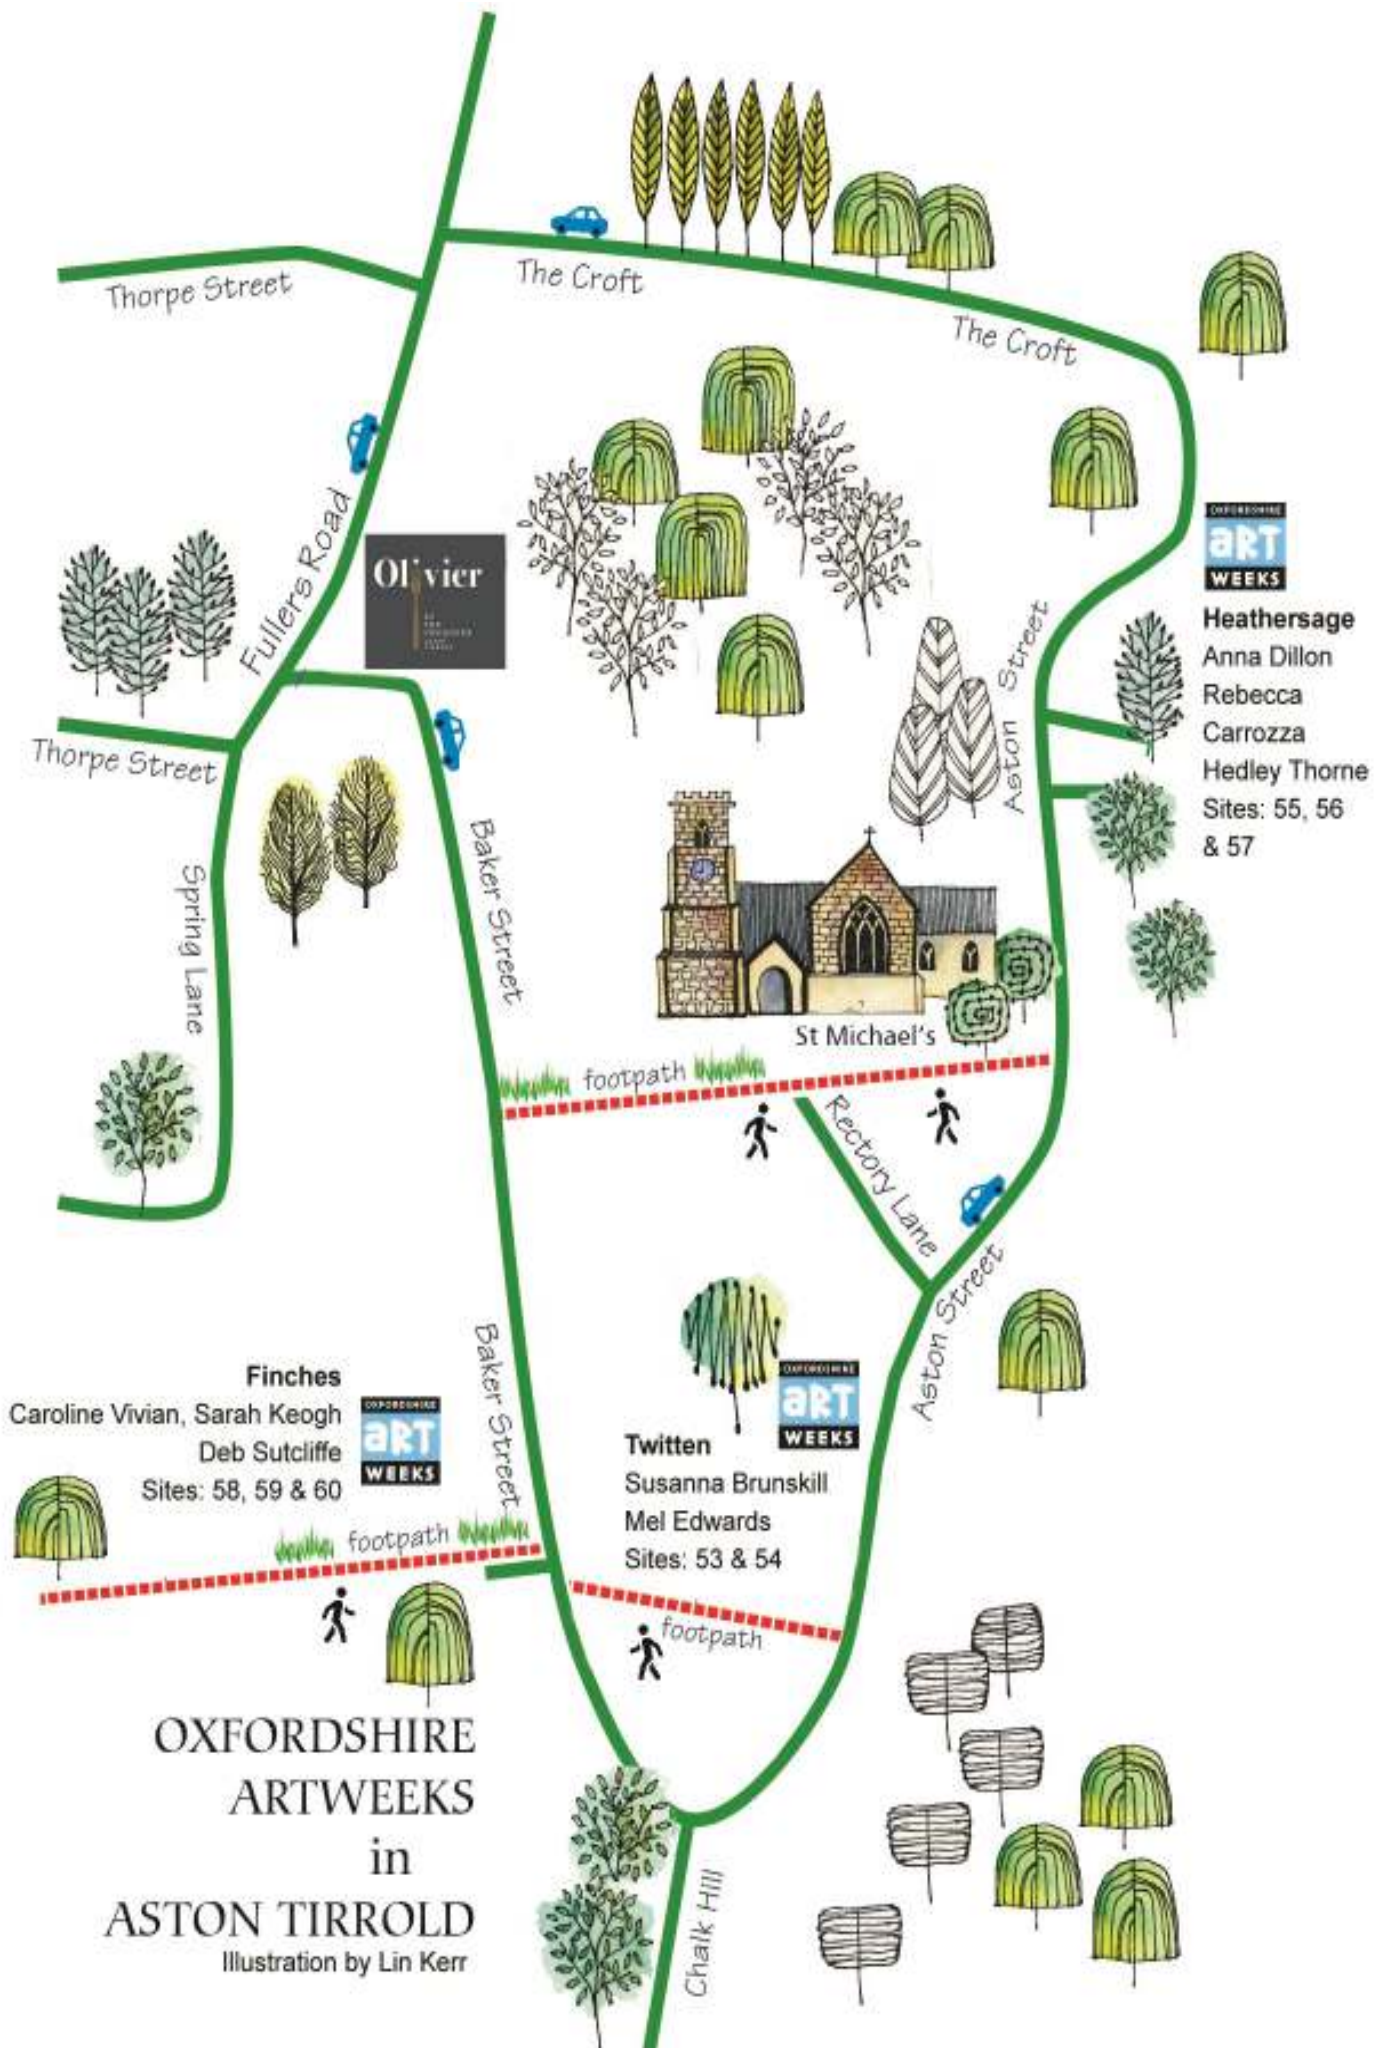 Thorpe Street
The Croft
The Croft
Fullers Road
Olivier
OXFORDSHIRE
aRT
WEEKS
Heathersage
Anna Dillon
Rebecca
Carrozza
Hedley Thorne
Sites: 55, 56
& 57
Aston Street
Thorpe Street
Baker Street
Spring Lane
St Michael's
footpath
Rectory Lane
Aston Street
Baker Street
Finches
Caroline Vivian, Sarah Keogh
Deb Sutcliffe
Sites: 58, 59 & 60
OXFORDSHIRE
aRT
WEEKS
OXFORDSHIRE
aRT
WEEKS
Twitten
Susanna Brunskill
Mel Edwards
Sites: 53 & 54
footpath
footpath
OXFORDSHIRE
ARTWEEKS
in
ASTON TIRROLD
Illustration by Lin Kerr
Chalk Hill